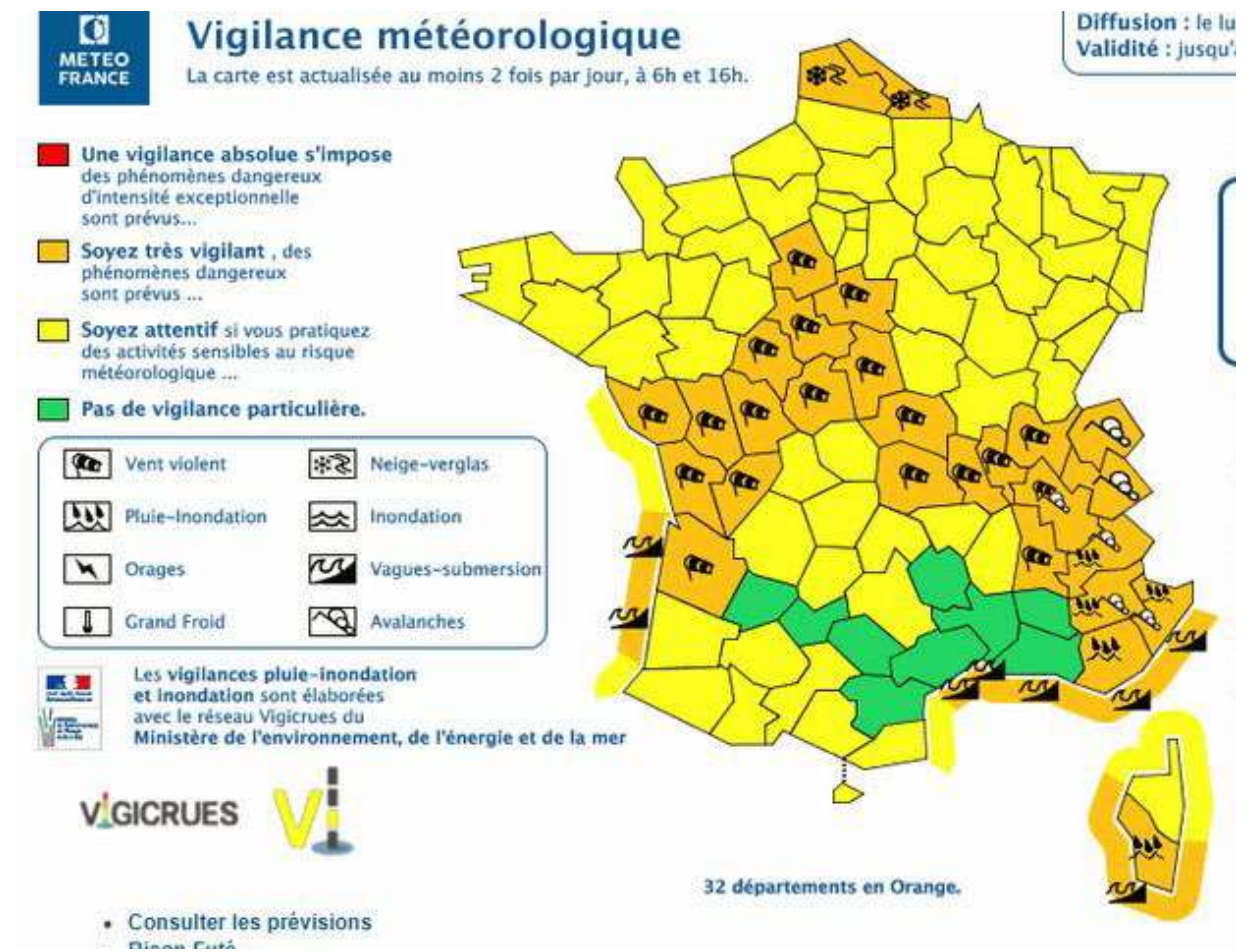 METEO
FRANCE
Vigilance météorologique
La carte est actualisée au moins 2 fois par jour, à 6h et 16h.
Diffusion : le lu
Validité : jusqu'a
Une vigilance absolue s'impose
des phénomènes dangereux
d'intensité exceptionnelle
sont prévus...
Soyez très vigilant , des
phénomènes dangereux
sont prévus ...
Soyez attentif si vous pratiquez
des activités sensibles au risque
météorologique ...
Pas de vigilance particulière.
Vent violent
Neige-verglas
Pluie-Inondation
Inondation
Orages
Vagues-submersion
Grand Froid
Avalanches
Les vigilances pluie-inondation
et inondation sont élaborées
avec le réseau Vigicrues du
Ministère de l'environnement, de l'énergie et de la mer
VIGICRUES
Vi
32 départements en Orange.
• Consulter les prévisions